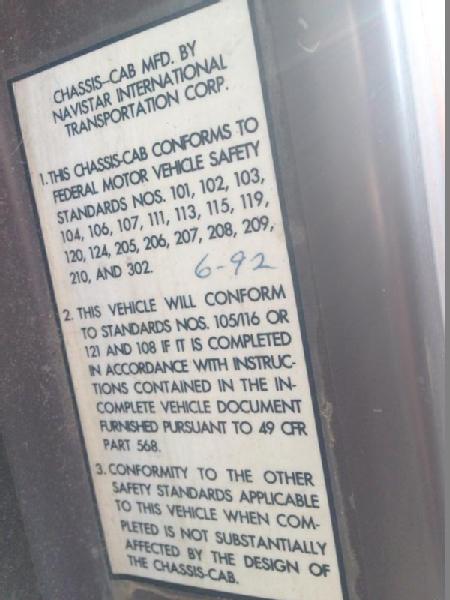 CHASSIS-CAB MFD. BY
NAVISTAR INTERNATIONAL
TRANSPORTATION CORP.
1. THIS CHASSIS-CAB CONFORMS TO
FEDERAL MOTOR VEHICLE SAFETY
STANDARDS NOS. 101, 102, 103,
104, 106, 107, 111, 113, 115, 119,
120, 124, 205, 206, 207, 208, 209,
210, AND 302.
6-92
2. THIS VEHICLE WILL CONFORM
TO STANDARDS NOS. 105/116 OR
121 AND 108 IF IT IS COMPLETED
IN ACCORDANCE WITH INSTRUC-
TIONS CONTAINED IN THE IN-
COMPLETE VEHICLE DOCUMENT
FURNISHED PURSUANT TO 49 CFR
PART 568.
3. CONFORMITY TO THE OTHER
SAFETY STANDARDS APPLICABLE
TO THIS VEHICLE WHEN COM-
PLETED IS NOT SUBSTANTIALLY
AFFECTED BY THE DESIGN OF
THE CHASSIS-CAB.